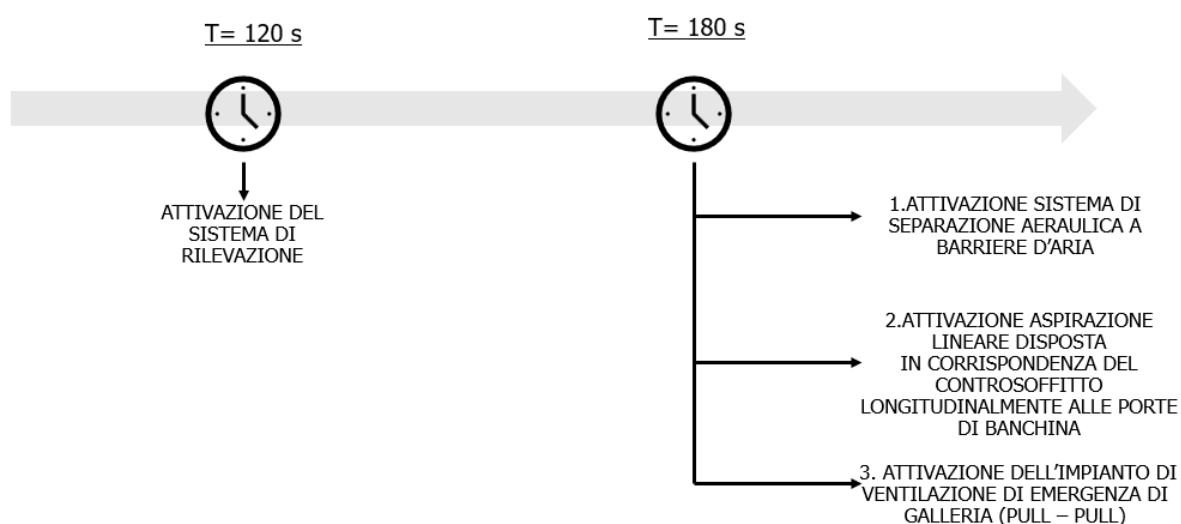 T= 120 s
T= 180 s
ATTIVAZIONE DEL
SISTEMA DI
RILEVAZIONE
1.ATTIVAZIONE SISTEMA DI
SEPARAZIONE AERAULICA A
BARRIERE D'ARIA
2.ATTIVAZIONE ASPIRAZIONE
LINEARE DISPOSTA
IN CORRISPONDENZA DEL
CONTROSOFFITTO
LONGITUDINALMENTE ALLE PORTE
DI BANCHINA
3. ATTIVAZIONE DELL'IMPIANTO DI
VENTILAZIONE DI EMERGENZA DI
GALLERIA (PULL – PULL)